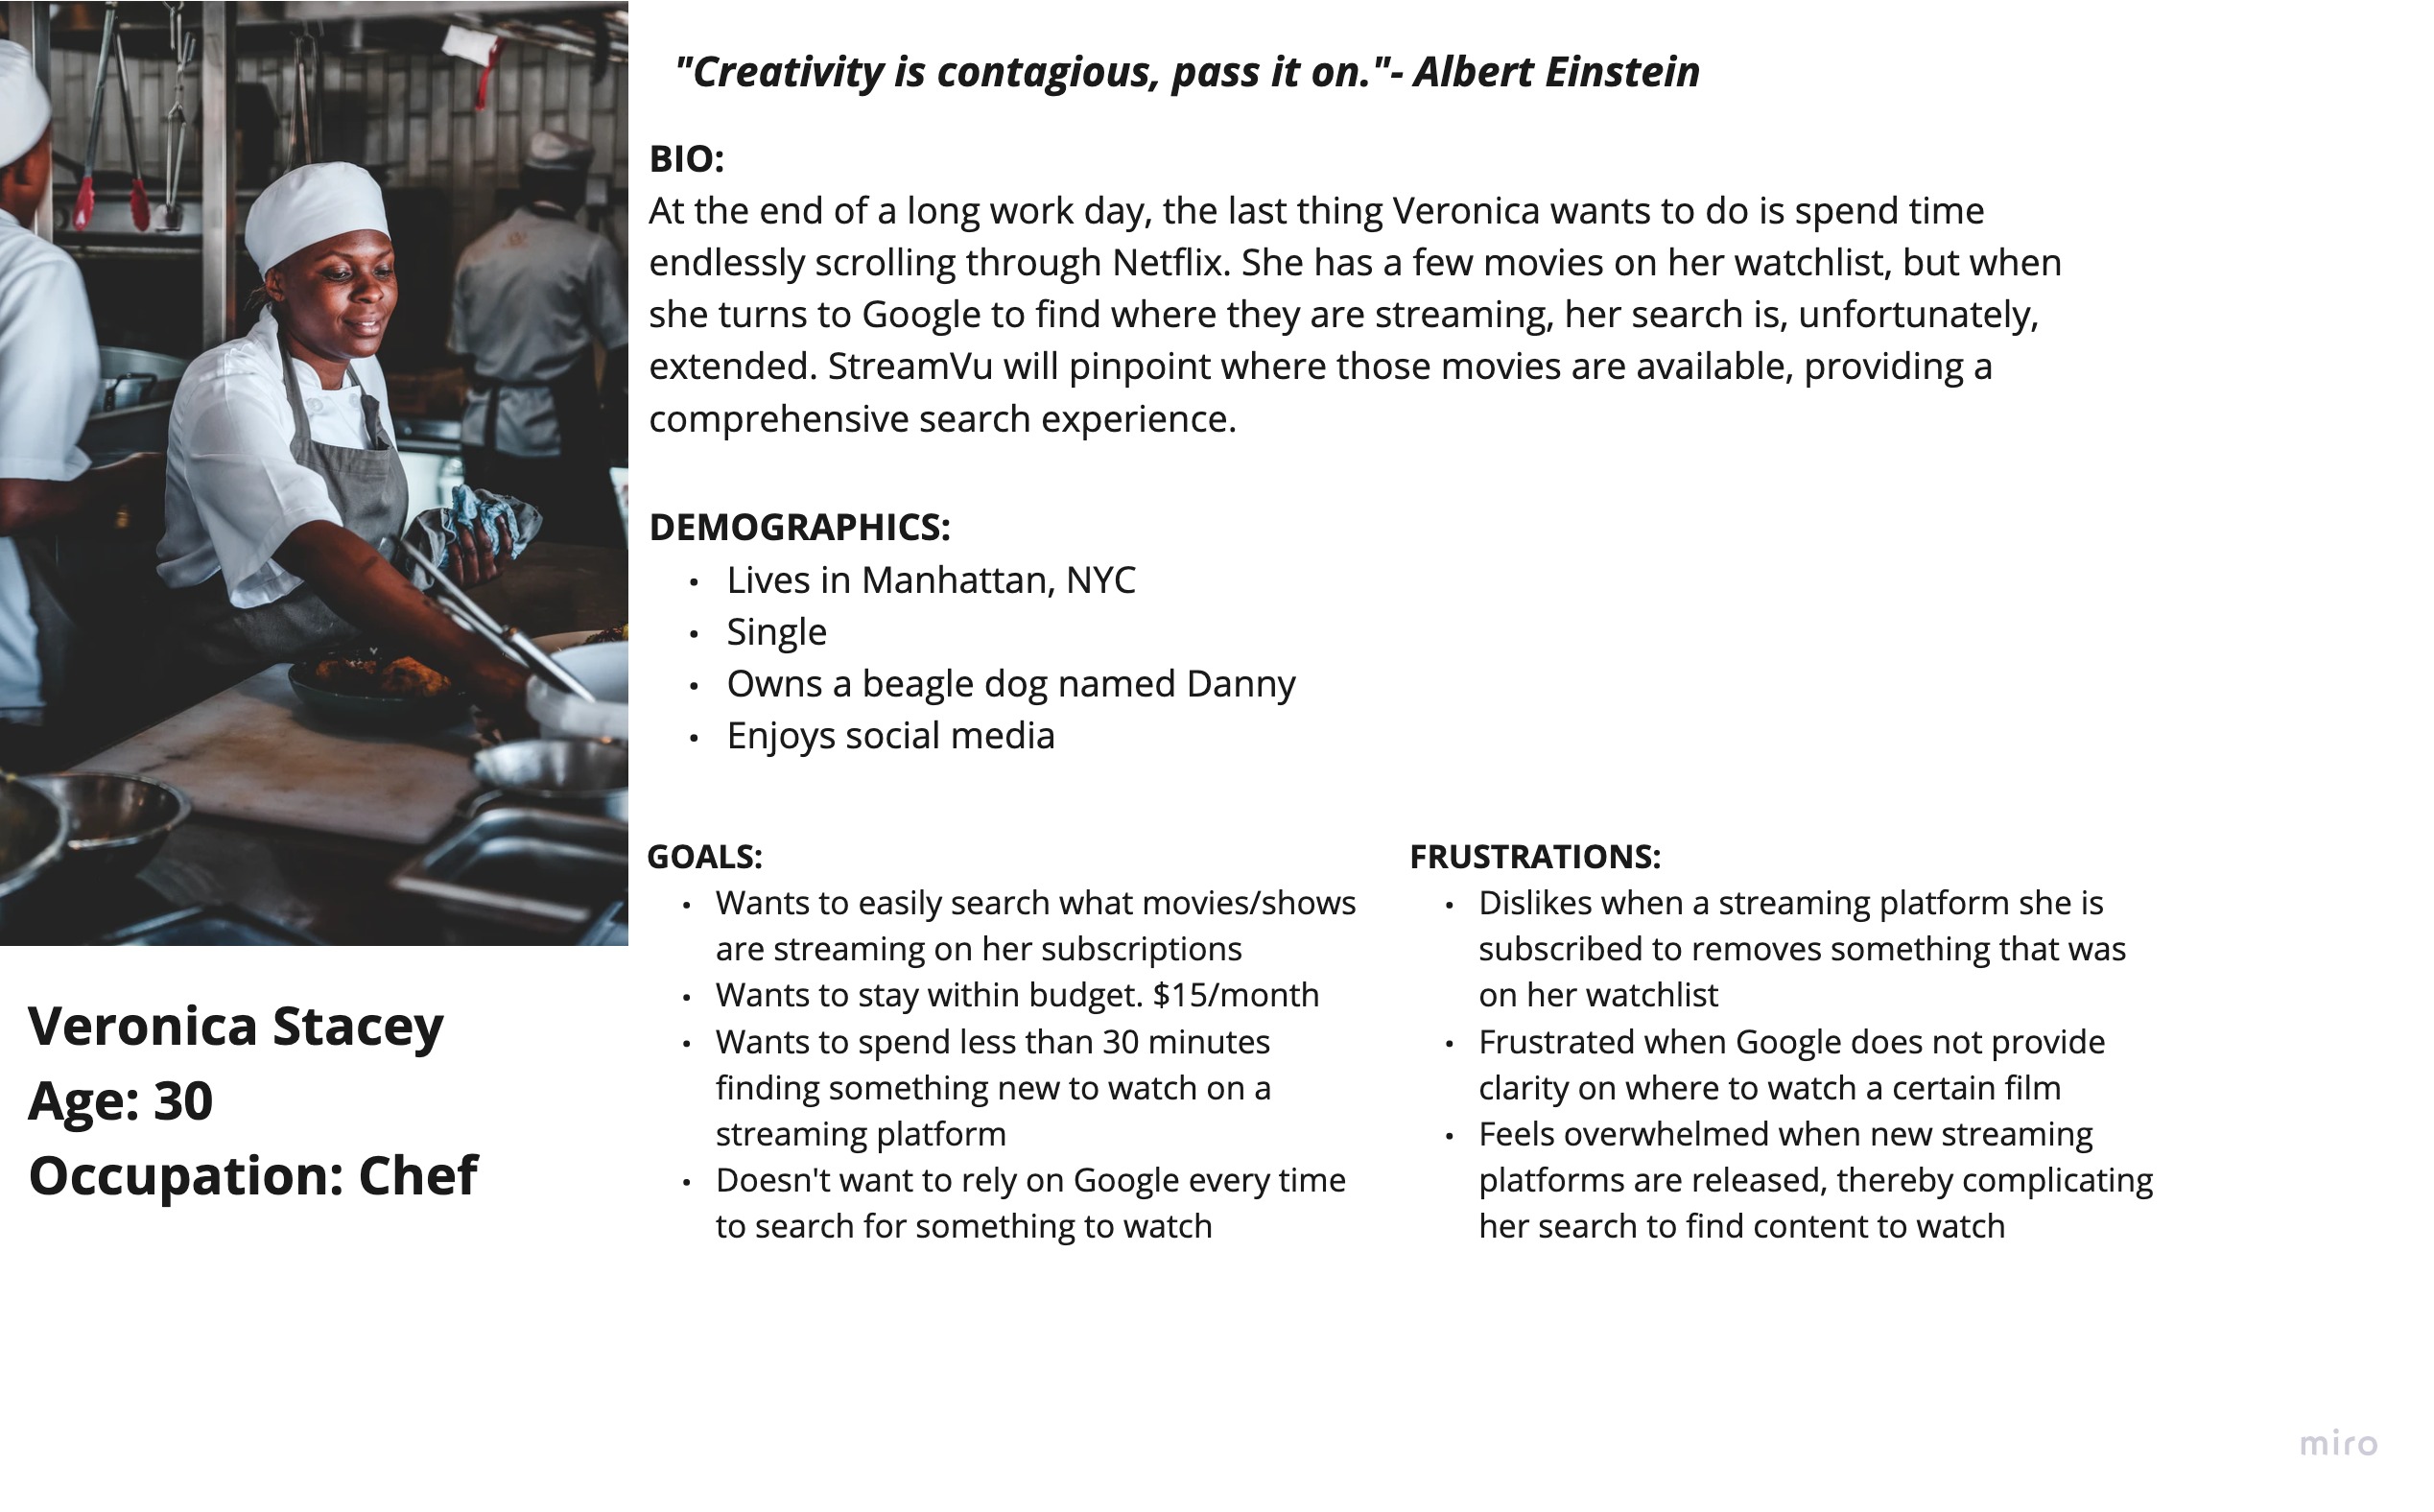 "Creativity is contagious, pass it on."- Albert Einstein
BIO:
At the end of a long work day, the last thing Veronica wants to do is spend time
endlessly scrolling through Netflix. She has a few movies on her watchlist, but when
she turns to Google to find where they are streaming, her search is, unfortunately,
extended. StreamVu will pinpoint where those movies are available, providing a
comprehensive search experience.
DEMOGRAPHICS:
• Lives in Manhattan, NYC
• Single
• Owns a beagle dog named Danny
• Enjoys social media
GOALS:
• Wants to easily search what movies/shows
are streaming on her subscriptions
• Wants to stay within budget. $15/month
• Wants to spend less than 30 minutes
finding something new to watch on a
streaming platform
• Doesn't want to rely on Google every time
to search for something to watch
FRUSTRATIONS:
• Dislikes when a streaming platform she is
subscribed to removes something that was
on her watchlist
• Frustrated when Google does not provide
clarity on where to watch a certain film
• Feels overwhelmed when new streaming
platforms are released, thereby complicating
her search to find content to watch
Veronica Stacey
Age: 30
Occupation: Chef
miro